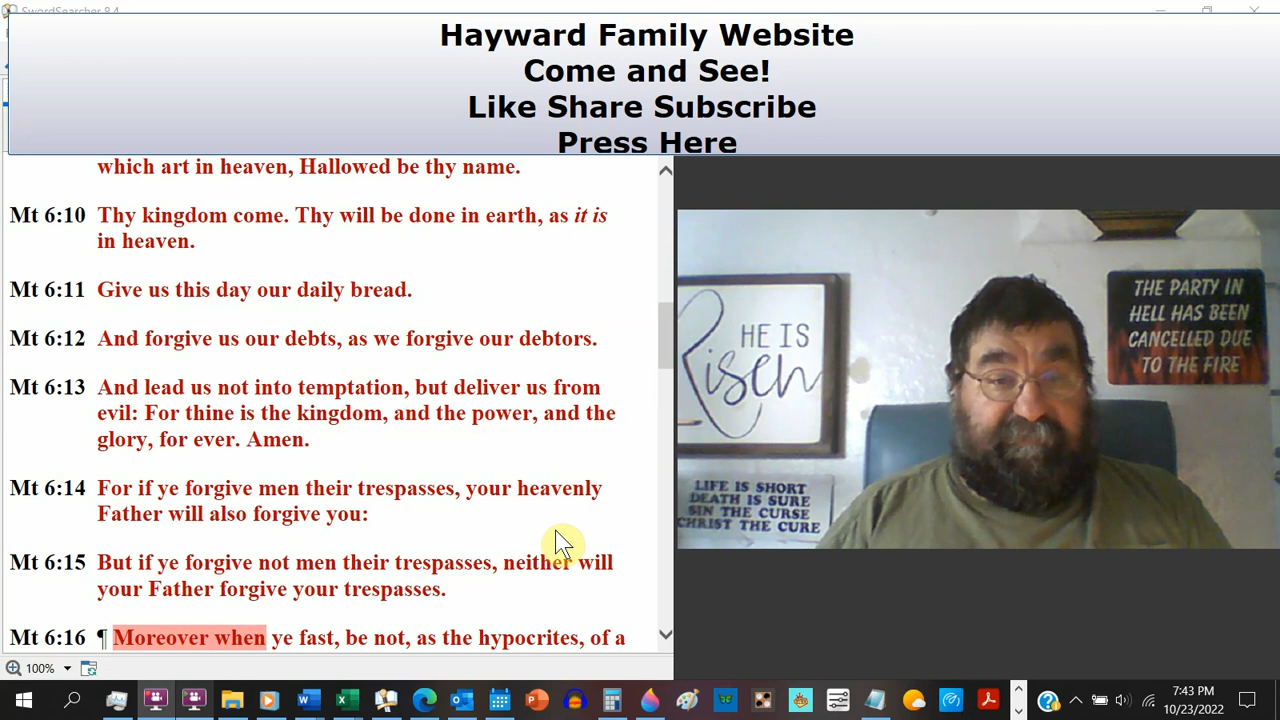 SwordSearcher 8.4
Hayward Family Website
Come and See!
Like Share Subscribe
Press Here
which art in heaven, Hallowed be thy name.
Mt 6:10 Thy kingdom come. Thy will be done in earth, as it is
in heaven.
Mt 6:11 Give us this day our daily bread.
Mt 6:12 And forgive us our debts, as we forgive our debtors.
Mt 6:13 And lead us not into temptation, but deliver us from
evil: For thine is the kingdom, and the power, and the
glory, for ever. Amen.
Mt 6:14 For if ye forgive men their trespasses, your heavenly
Father will also forgive you:
Mt 6:15 But if ye forgive not men their trespasses, neither will
your Father forgive your trespasses.
Mt 6:16 ¶ Moreover when ye fast, be not, as the hypocrites, of a
100%
HE IS
Risen
THE PARTY IN
HELL HAS BEEN
CANCELLED DUE
TO THE FIRE
LIFE IS SHORT
DEATH IS SURE
SIN THE CURSE
CHRIST THE CURE
7:43 PM
10/23/2022